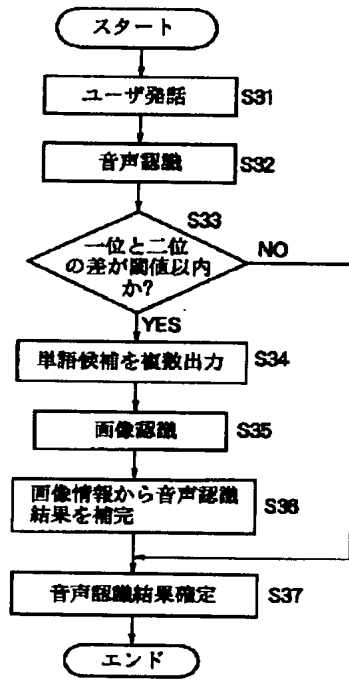 スタート
ユーザ発話 S31
音声認識 S32
S33
一位と二位
の差が閾値以内
か?
NO
YES
単語候補を複数出力 S34
画像認識 S35
画像情報から音声認識
結果を補完
S36
音声認識結果確定 S37
エンド